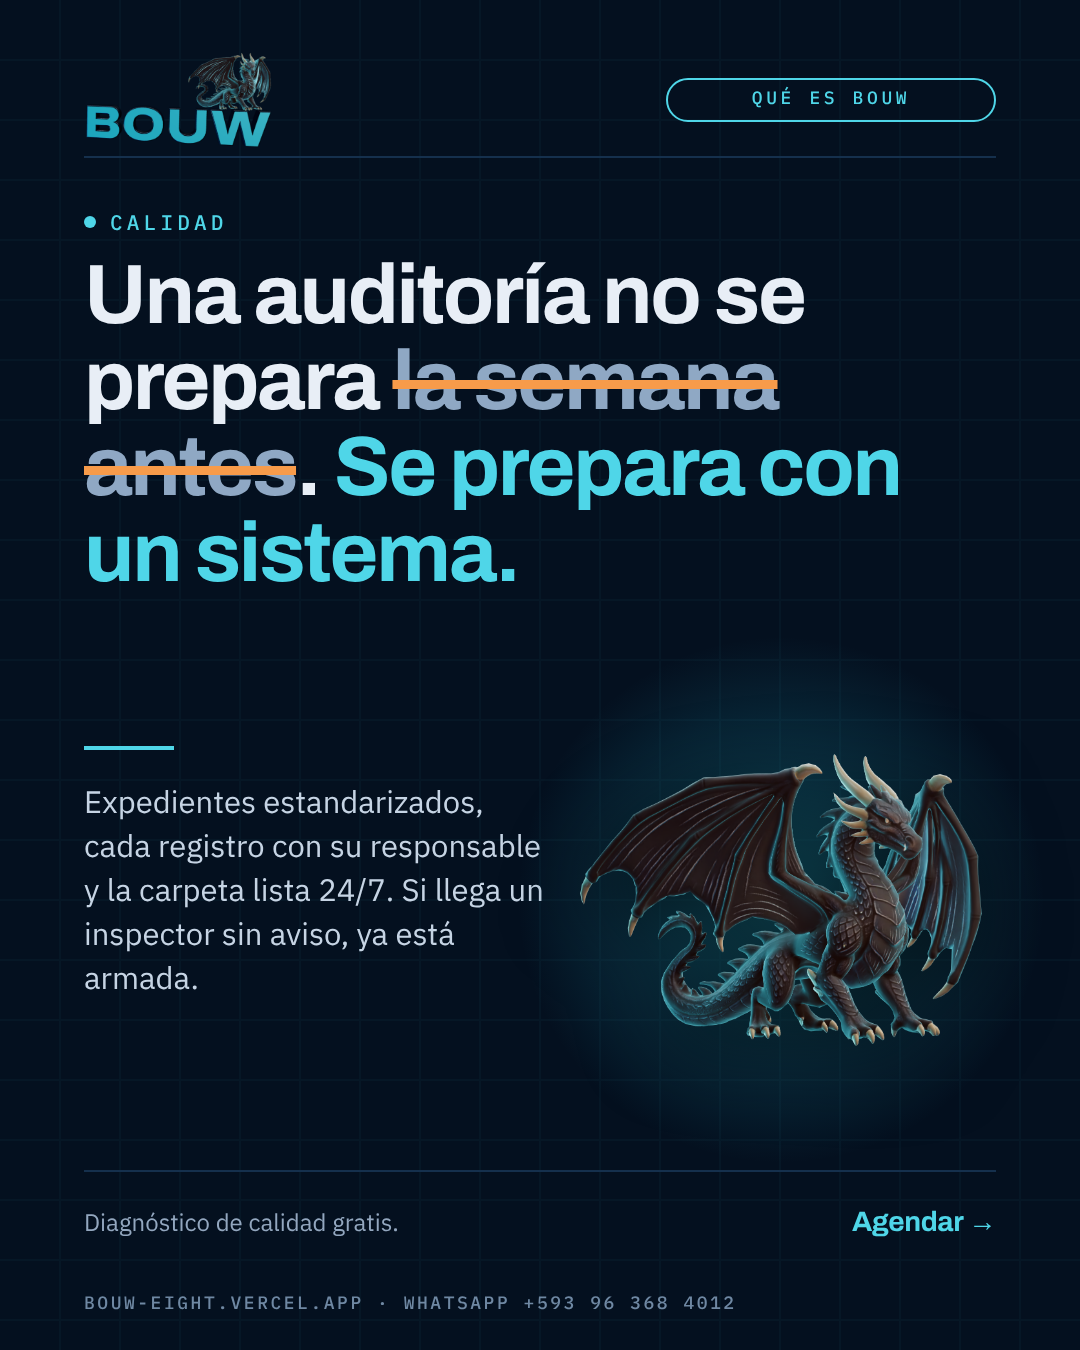 BOUW
QUÉ ES BOUW
CALIDAD
Una auditoría no se
prepara la semana
antes. Se prepara con
un sistema.
Expedientes estandarizados,
cada registro con su responsable
y la carpeta lista 24/7. Si llega un
inspector sin aviso, ya está
armada.
Diagnóstico de calidad gratis.
Agendar →
BOUW-EIGHT.VERCEL.APP · WHATSAPP +593 96 368 4012